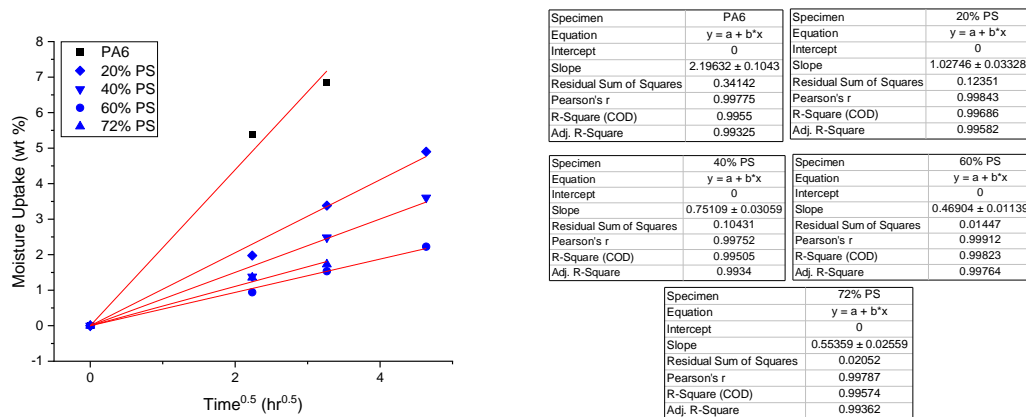 8
7
6
5
4
3
2
1
0
-1
Moisture Uptake (wt %)
PA6
20% PS
40% PS
60% PS
72% PS
0 2 4
Time^0.5 (hr^0.5)
Specimen PA6
Equation y = a + b*x
Intercept 0
Slope 2.19632 ± 0.1043
Residual Sum of Squares 0.34142
Pearson's r 0.99775
R-Square (COD) 0.9955
Adj. R-Square 0.99325
Specimen 20% PS
Equation y = a + b*x
Intercept 0
Slope 1.02746 ± 0.03328
Residual Sum of Squares 0.12351
Pearson's r 0.99843
R-Square (COD) 0.99686
Adj. R-Square 0.99582
Specimen 40% PS
Equation y = a + b*x
Intercept 0
Slope 0.75109 ± 0.03059
Residual Sum of Squares 0.10431
Pearson's r 0.99752
R-Square (COD) 0.99505
Adj. R-Square 0.9934
Specimen 60% PS
Equation y = a + b*x
Intercept 0
Slope 0.46904 ± 0.01139
Residual Sum of Squares 0.01447
Pearson's r 0.99912
R-Square (COD) 0.99823
Adj. R-Square 0.99764
Specimen 72% PS
Equation y = a + b*x
Intercept 0
Slope 0.55359 ± 0.02559
Residual Sum of Squares 0.02052
Pearson's r 0.99787
R-Square (COD) 0.99574
Adj. R-Square 0.99362